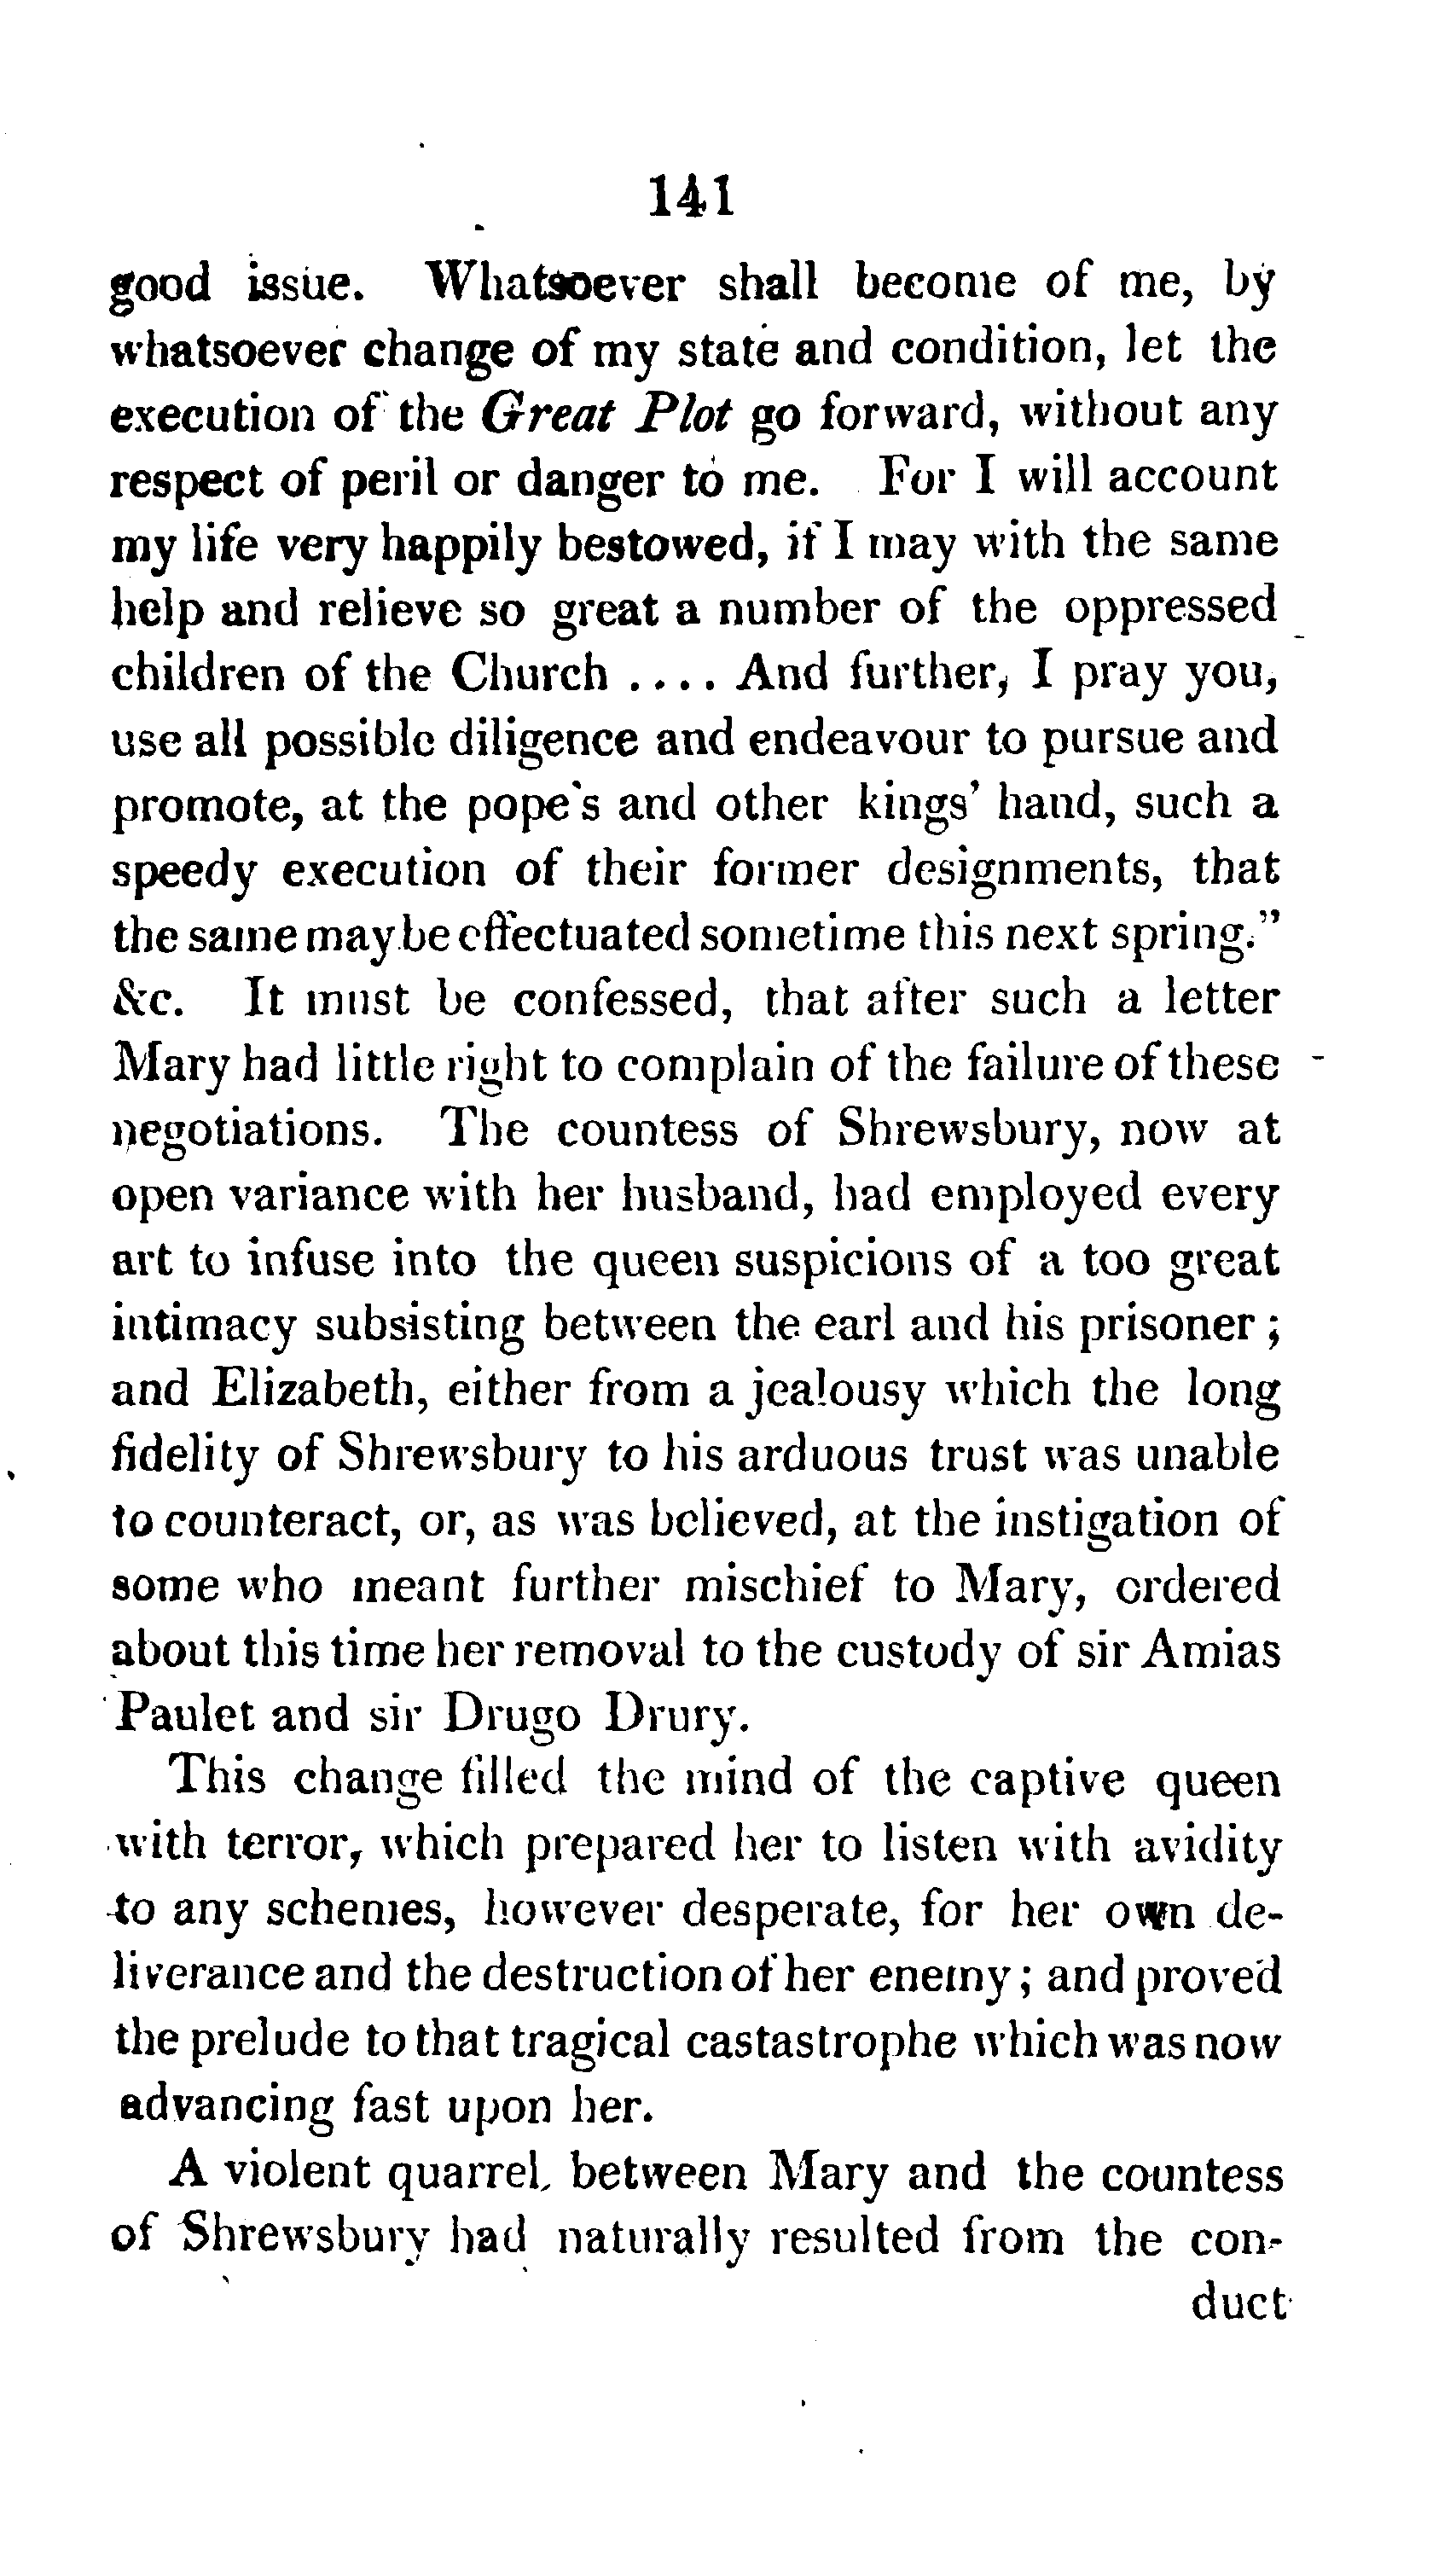 141
good issue. Whatsoever shall become of me, by
whatsoever change of my state and condition, let the
execution of the Great Plot go forward, without any
respect of peril or danger to me. For I will account
my life very happily bestowed, if I may with the same
help and relieve so great a number of the oppressed
children of the Church .... And further, I pray you,
use all possible diligence and endeavour to pursue and
promote, at the pope's and other kings' hand, such a
speedy execution of their former designments, that
the same may be effectuated sometime this next spring."
&c. It must be confessed, that after such a letter
Mary had little right to complain of the failure of these
negotiations. The countess of Shrewsbury, now at
open variance with her husband, had employed every
art to infuse into the queen suspicions of a too great
intimacy subsisting between the earl and his prisoner;
and Elizabeth, either from a jealousy which the long
fidelity of Shrewsbury to his arduous trust was unable
to counteract, or, as was believed, at the instigation of
some who meant further mischief to Mary, ordered
about this time her removal to the custody of sir Amias
Paulet and sir Drugo Drury.
This change filled the mind of the captive queen
with terror, which prepared her to listen with avidity
to any schemes, however desperate, for her own de-
liverance and the destruction of her enemy; and proved
the prelude to that tragical castastrophe which was now
advancing fast upon her.
A violent quarrel, between Mary and the countess
of Shrewsbury had naturally resulted from the con-
duct